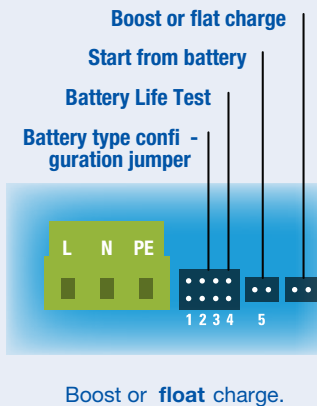 Boost or flat charge
Start from battery
Battery Life Test
Battery type confi -
guration jumper
L N PE
1 2 3 4 5
Boost or float charge.